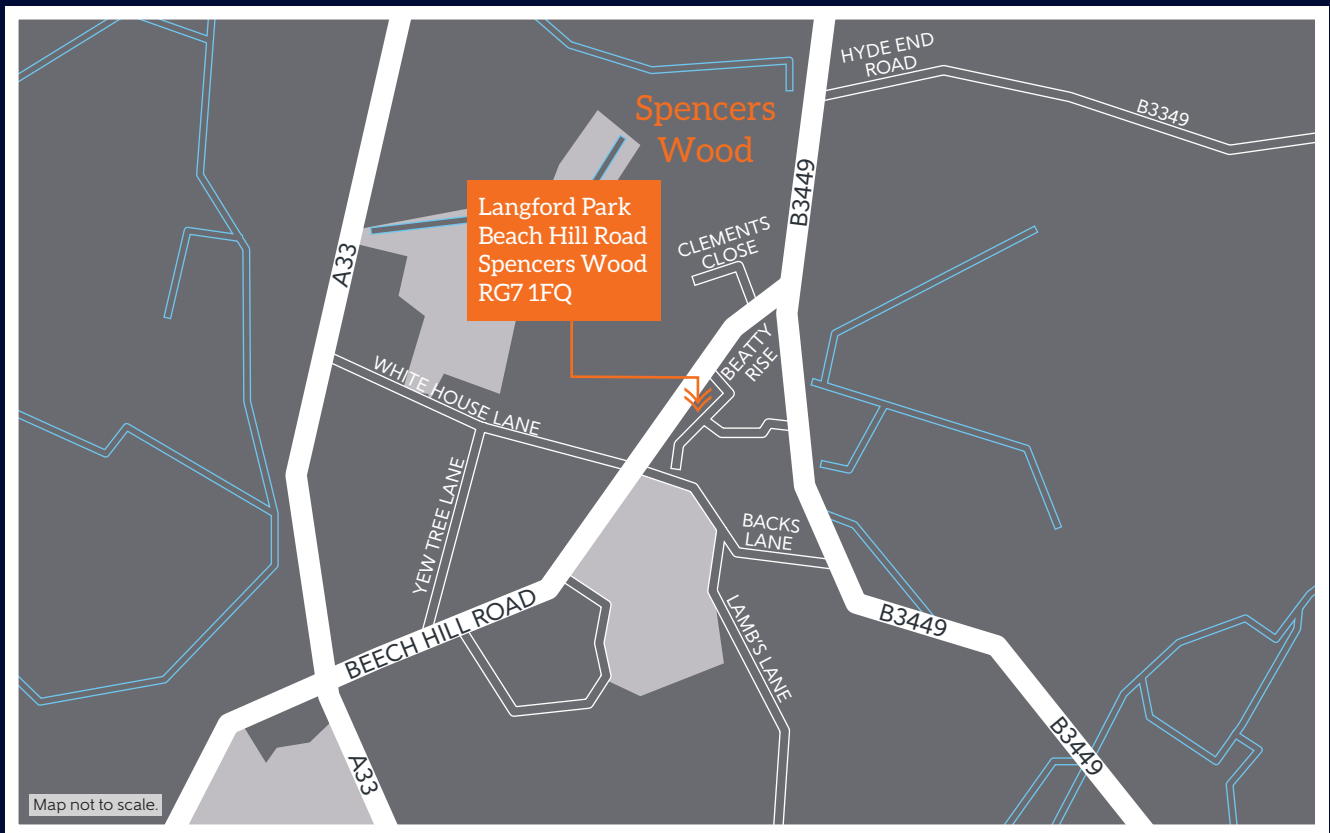 HYDE END
ROAD
B3349
Spencers
Wood
B3449
Langford Park
Beach Hill Road
Spencers Wood
RG7 1FQ
CLEMENTS
CLOSE
A33
BEATTY
RISE
WHITE HOUSE LANE
YEW TREE LANE
BACKS
LANE
BEECH HILL ROAD
LAMB'S LANE
B3449
B3449
A33
Map not to scale.